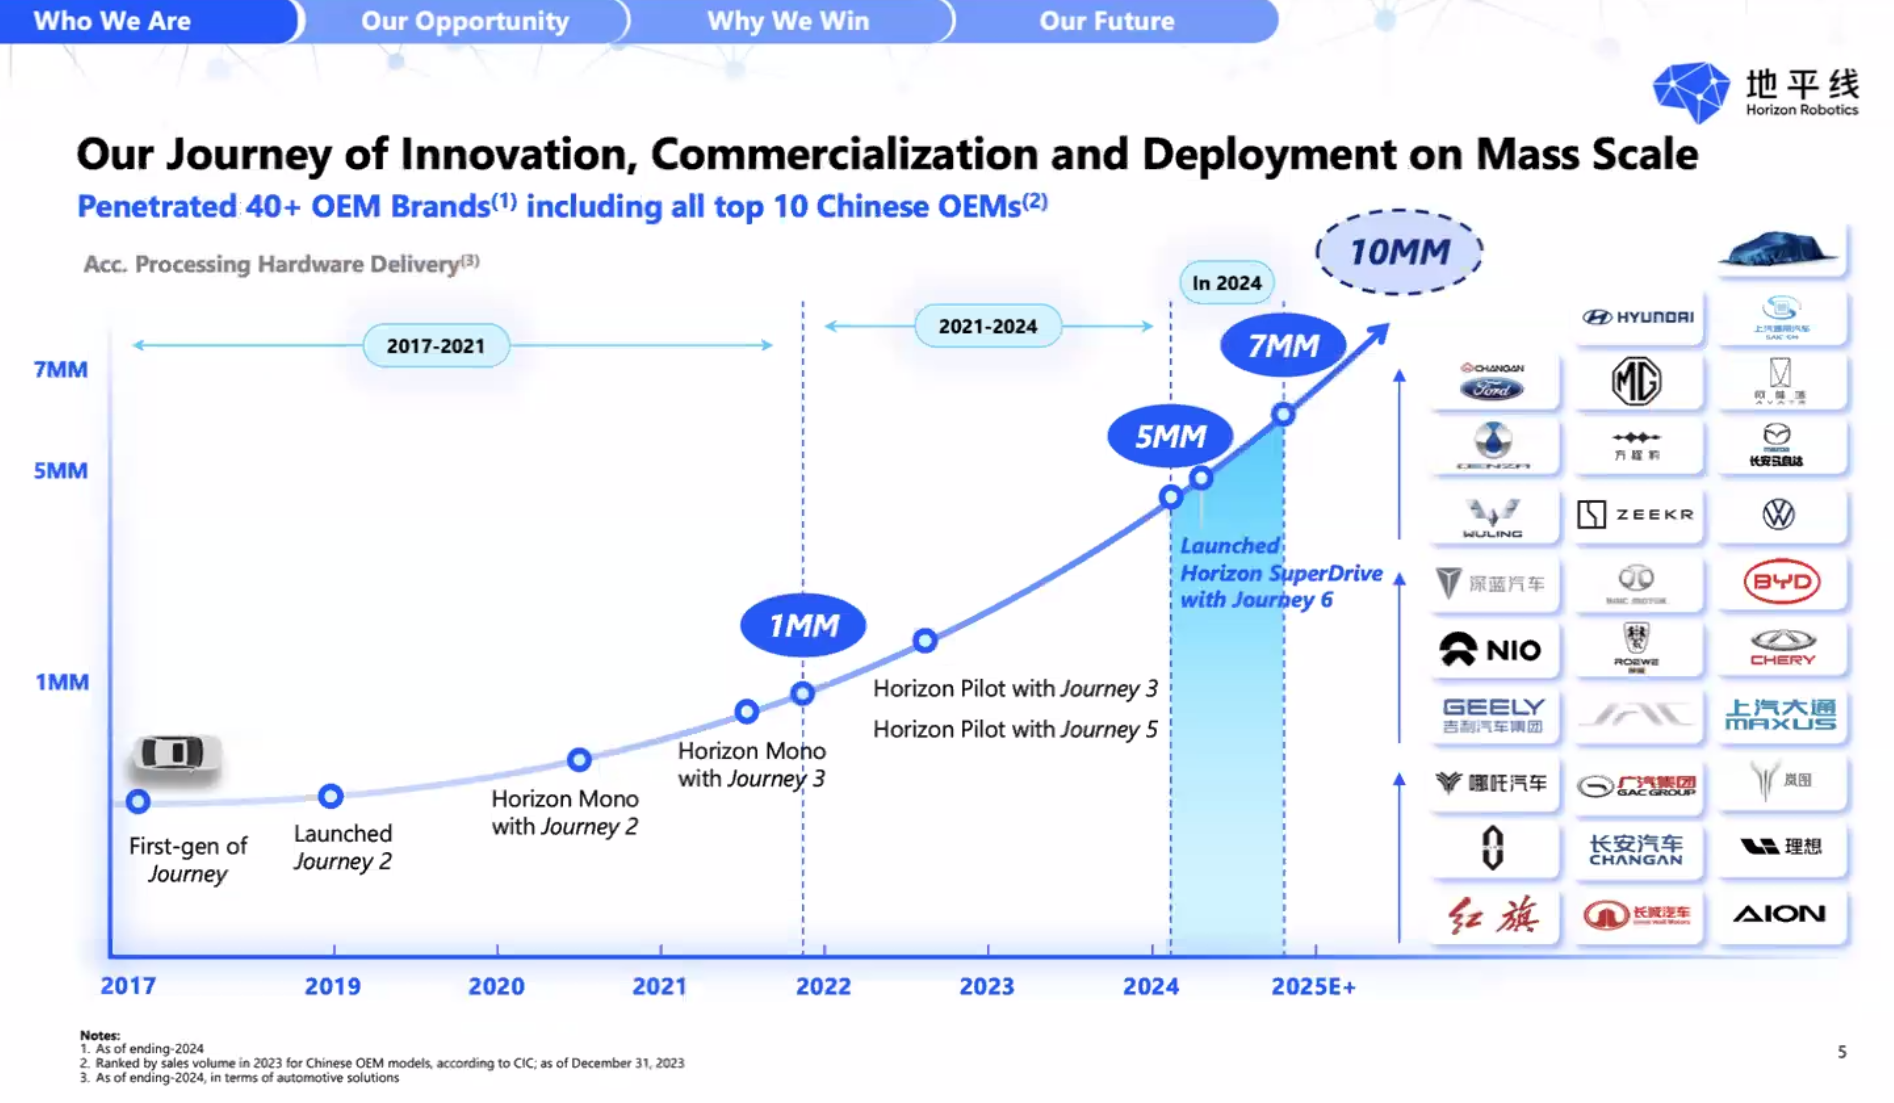 Who We Are
Our Opportunity
Why We Win
Our Future
地平线
Horizon Robotics
Our Journey of Innovation, Commercialization and Deployment on Mass Scale
Penetrated 40+ OEM Brands(1) including all top 10 Chinese OEMs(2)
Acc. Processing Hardware Delivery(3)
2017-2021
2021-2024
In 2024
10MM
7MM
5MM
1MM
7MM
5MM
1MM
First-gen of
Journey
Launched
Journey 2
Horizon Mono
with Journey 2
Horizon Mono
with Journey 3
Horizon Pilot with Journey 3
Horizon Pilot with Journey 5
Launched
Horizon SuperDrive
with Journey 6
2017
2019
2020
2021
2022
2023
2024
2025E+
HYUNDAI
上汽通用汽车
SAIC-GM
CHANGAN
Ford
MG
AVATR
DENZA
方程豹
长安马自达
WULING
ZEEKR
深蓝汽车
BAIC MOTOR
BYD
NIO
ROEWE
CHERY
GEELY
吉利汽车集团
JAC
上汽大通
MAXUS
哪吒汽车
广汽集团
GAC GROUP
岚图
长安汽车
CHANGAN
理想
红旗
长城汽车
AION
Notes:
1. As of ending-2024
2. Ranked by sales volume in 2023 for Chinese OEM models, according to CIC; as of December 31, 2023
3. As of ending-2024, in terms of automotive solutions
5